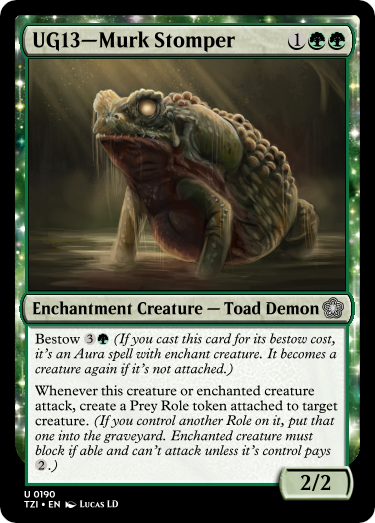 UG13—Murk Stomper 1
Enchantment Creature — Toad Demon
Bestow 3 (If you cast this card for its bestow cost,
it's an Aura spell with enchant creature. It becomes a
creature again if it's not attached.)
Whenever this creature or enchanted creature
attack, create a Prey Role token attached to target
creature. (If you control another Role on it, put that
one into the graveyard. Enchanted creature must
block if able and can't attack unless it's control pays
2.)
2/2
U 0190
TZI • EN Lucas LD